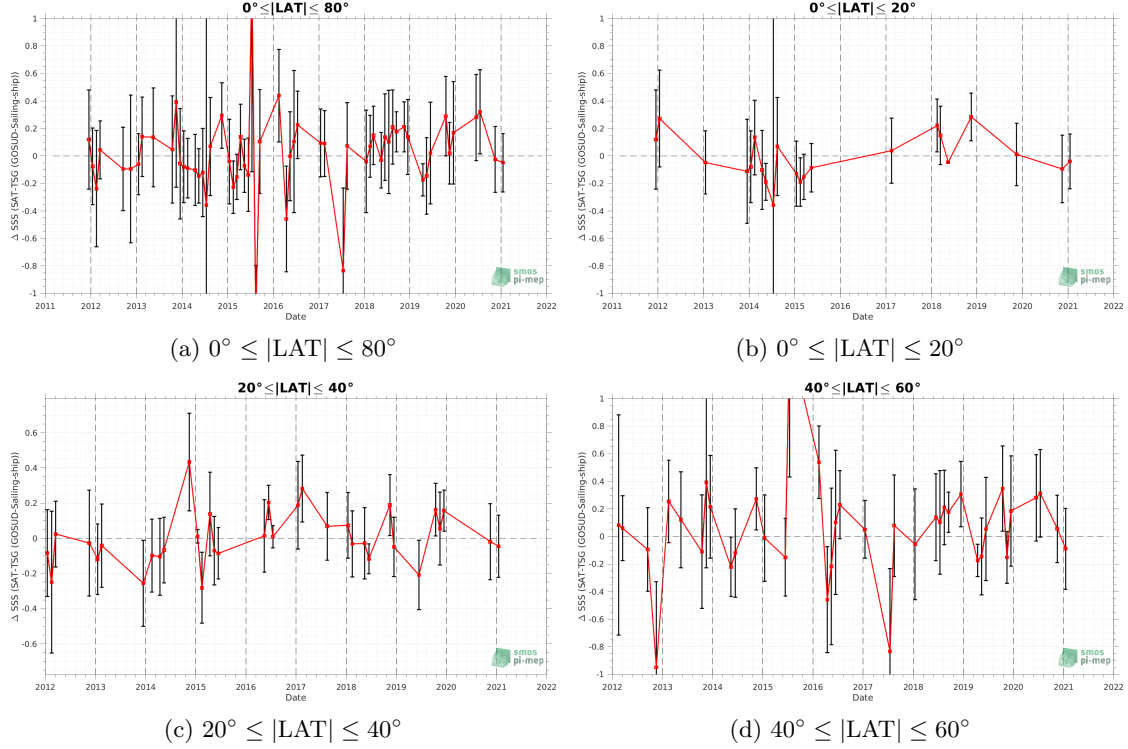 0°≤|LAT|≤ 80°
Δ SSS (SAT-TSG (GOSUD-Sailing-ship))
1
0.8
0.6
0.4
0.2
0
-0.2
-0.4
-0.6
-0.8
-1
2011 2012 2013 2014 2015 2016 2017 2018 2019 2020 2021 2022
Date
smos
pi-mep
(a) 0° ≤ |LAT| ≤ 80°
0°≤|LAT|≤ 20°
Δ SSS (SAT-TSG (GOSUD-Sailing-ship))
1
0.8
0.6
0.4
0.2
0
-0.2
-0.4
-0.6
-0.8
-1
2011 2012 2013 2014 2015 2016 2017 2018 2019 2020 2021 2022
Date
smos
pi-mep
(b) 0° ≤ |LAT| ≤ 20°
20°≤|LAT|≤ 40°
Δ SSS (SAT-TSG (GOSUD-Sailing-ship))
0.6
0.4
0.2
0
-0.2
-0.4
-0.6
2012 2013 2014 2015 2016 2017 2018 2019 2020 2021 2022
Date
smos
pi-mep
(c) 20° ≤ |LAT| ≤ 40°
40°≤|LAT|≤ 60°
Δ SSS (SAT-TSG (GOSUD-Sailing-ship))
1
0.8
0.6
0.4
0.2
0
-0.2
-0.4
-0.6
-0.8
-1
2012 2013 2014 2015 2016 2017 2018 2019 2020 2021 2022
Date
smos
pi-mep
(d) 40° ≤ |LAT| ≤ 60°